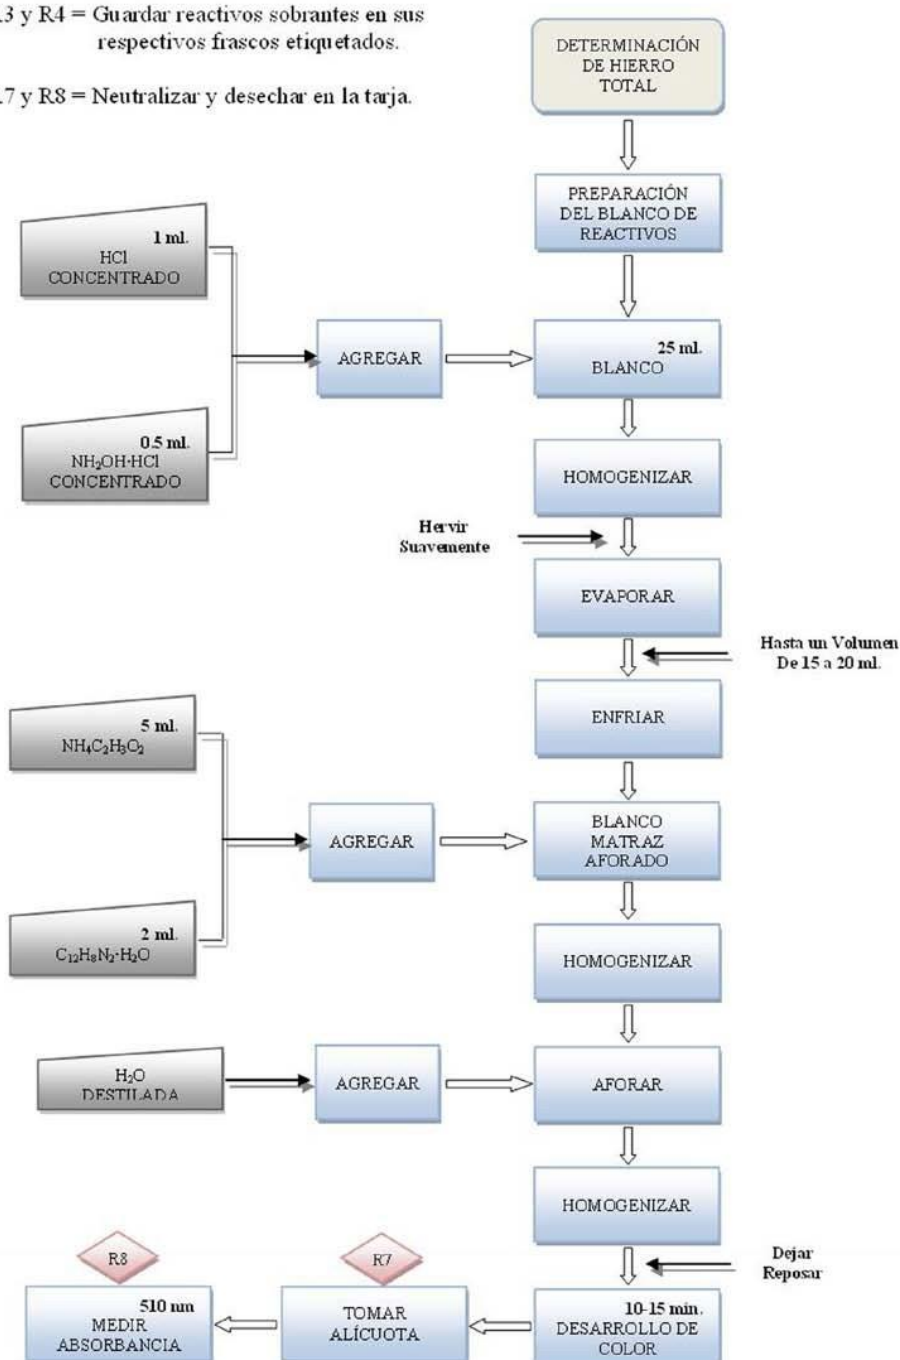 .3 y R4 = Guardar reactivos sobrantes en sus
respectivos frascos etiquetados.
.7 y R8 = Neutralizar y desechar en la tarja.
DETERMINACIÓN
DE HIERRO
TOTAL
PREPARACIÓN
DEL BLANCO DE
REACTIVOS
1 ml.
HCl
CONCENTRADO
AGREGAR
25 ml.
BLANCO
0.5 ml.
NH₂OH·HCl
CONCENTRADO
HOMOGENIZAR
Hervir
Suavemente
EVAPORAR
Hasta un Volumen
De 15 a 20 ml.
ENFRIAR
5 ml.
NH₄C₂H₃O₂
AGREGAR
BLANCO
MATRAZ
AFORADO
2 ml.
C₁₂H₈N₂·H₂O
HOMOGENIZAR
H₂O
DESTILADA
AGREGAR
AFORAR
HOMOGENIZAR
Dejar
Reposar
R8
R7
510 nm
MEDIR
ABSORBANCIA
TOMAR
ALÍCUOTA
10-15 min.
DESARROLLO DE
COLOR